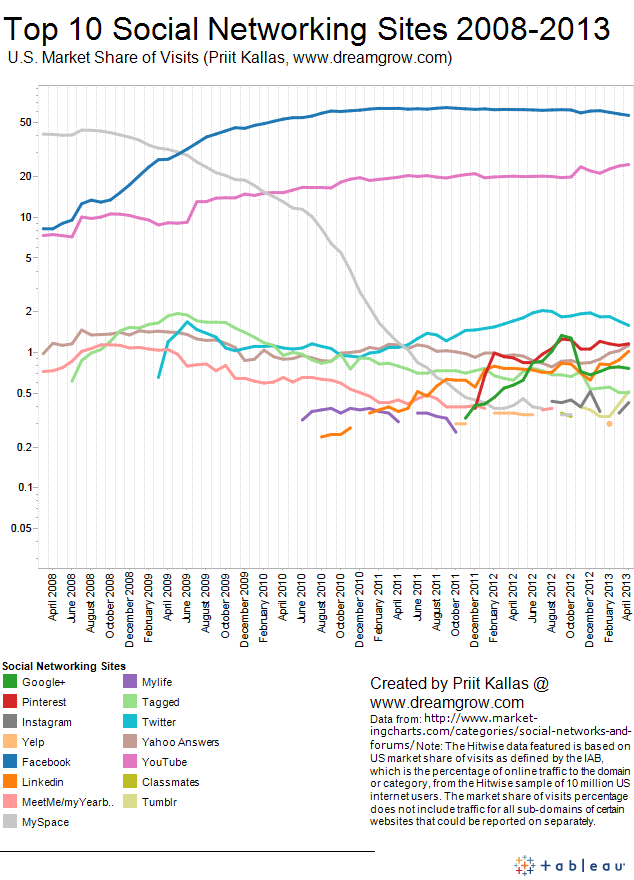 Top 10 Social Networking Sites 2008-2013
U.S. Market Share of Visits (Priit Kallas, www.dreamgrow.com)
50
20
10
5
2
1
0.5
0.2
0.1
0.05
April 2008
June 2008
August 2008
October 2008
December 2008
February 2009
April 2009
June 2009
August 2009
October 2009
December 2009
February 2010
April 2010
June 2010
August 2010
October 2010
December 2010
February 2011
April 2011
June 2011
August 2011
October 2011
December 2011
February 2012
April 2012
June 2012
August 2012
October 2012
December 2012
February 2013
April 2013
Social Networking Sites
Google+
Pinterest
Instagram
Yelp
Facebook
Linkedin
MeetMe/myYearb..
MySpace
Mylife
Tagged
Twitter
Yahoo Answers
YouTube
Classmates
Tumblr
Created by Priit Kallas @
www.dreamgrow.com
Data from: http://www.market-
ingcharts.com/categories/social-networks-and-
forums/ Note: The Hitwise data featured is based on
US market share of visits as defined by the IAB,
which is the percentage of online traffic to the domain
or category, from the Hitwise sample of 10 million US
internet users. The market share of visits percentage
does not include traffic for all sub-domains of certain
websites that could be reported on separately.
+ableau